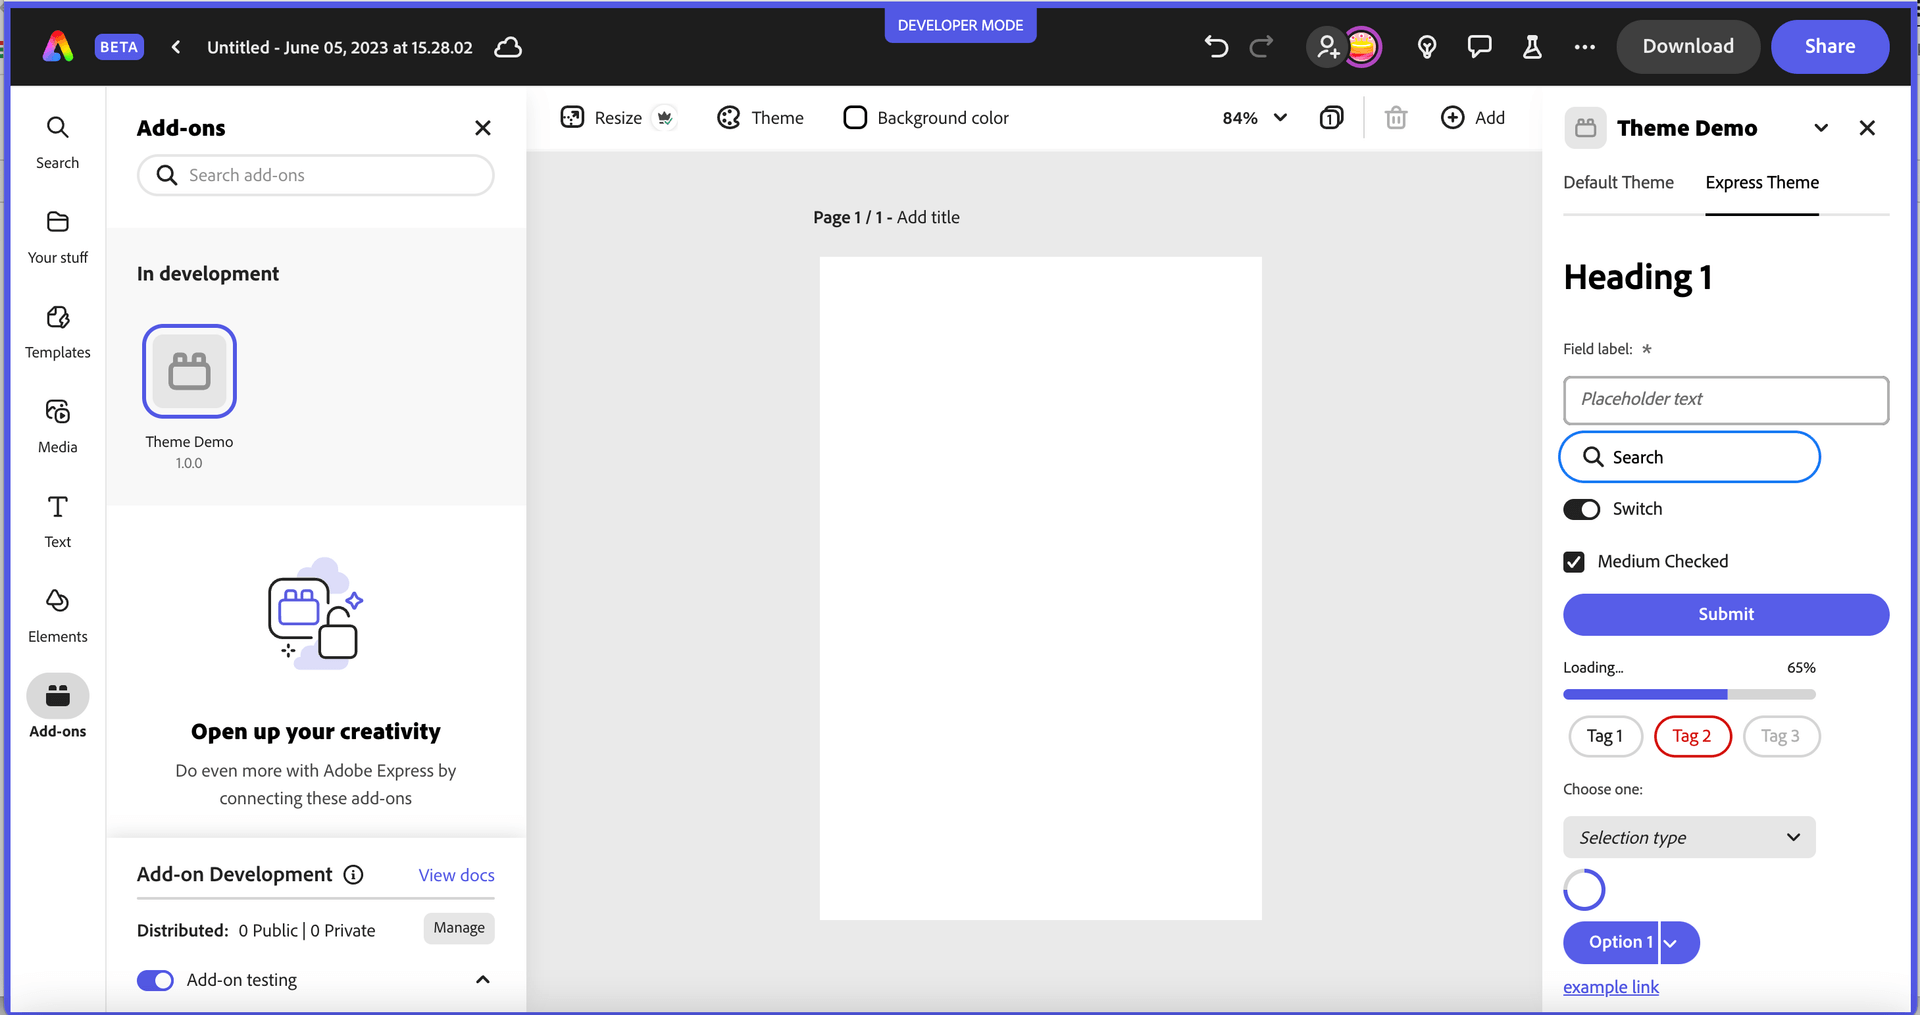 DEVELOPER MODE
BETA
Untitled - June 05, 2023 at 15.28.02
Download
Share
Search
Your stuff
Templates
Media
Text
Elements
Add-ons
Add-ons
Search add-ons
In development
Theme Demo
1.0.0
Open up your creativity
Do even more with Adobe Express by
connecting these add-ons
Add-on Development
View docs
Distributed: 0 Public | 0 Private
Manage
Add-on testing
Resize
Theme
Background color
84%
1
Add
Page 1 / 1 - Add title
Theme Demo
Default Theme
Express Theme
Heading 1
Field label: *
Placeholder text
Search
Switch
Medium Checked
Submit
Loading...
65%
Tag 1
Tag 2
Tag 3
Choose one:
Selection type
Option 1
example link